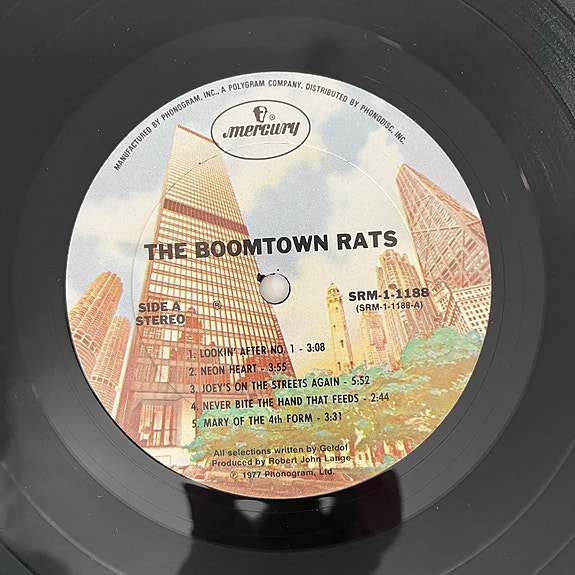 MANUFACTURED BY PHONOGRAM, INC., A POLYGRAM COMPANY. DISTRIBUTED BY PHONODISC, INC.
®
mercury
THE BOOMTOWN RATS
SIDE A
STEREO
®
SRM-1-1188
(SRM-1-1188-A)
1. LOOKIN' AFTER NO. 1 - 3:08
2. NEON HEART - 3:55
3. JOEY'S ON THE STREETS AGAIN - 5:52
4. NEVER BITE THE HAND THAT FEEDS - 2:44
5. MARY OF THE 4th FORM - 3:31
All selections written by Geldof
Produced by Robert John Lange
℗ 1977 Phonogram, Ltd.